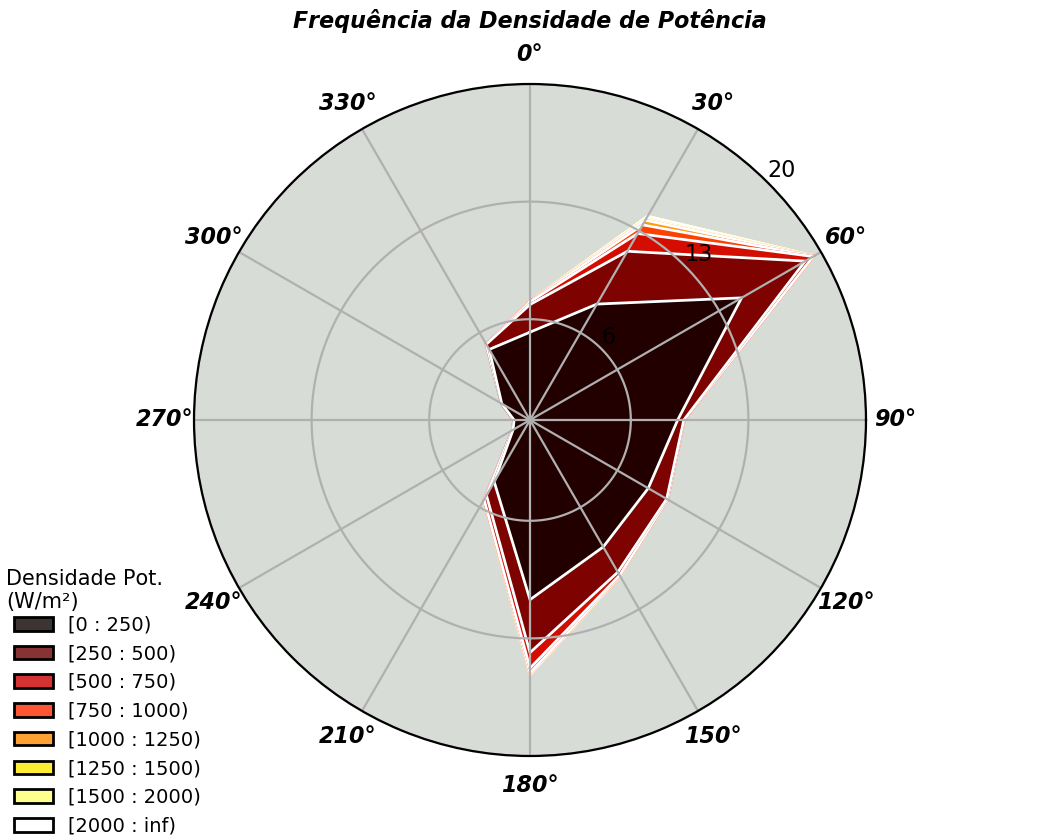 Frequência da Densidade de Potência
0°
330°
30°
20
300°
60°
13
6
270°
90°
Densidade Pot.
(W/m²)
240°
120°
[0 : 250)
[250 : 500)
[500 : 750)
[750 : 1000)
210°
150°
[1000 : 1250)
[1250 : 1500)
180°
[1500 : 2000)
[2000 : inf)